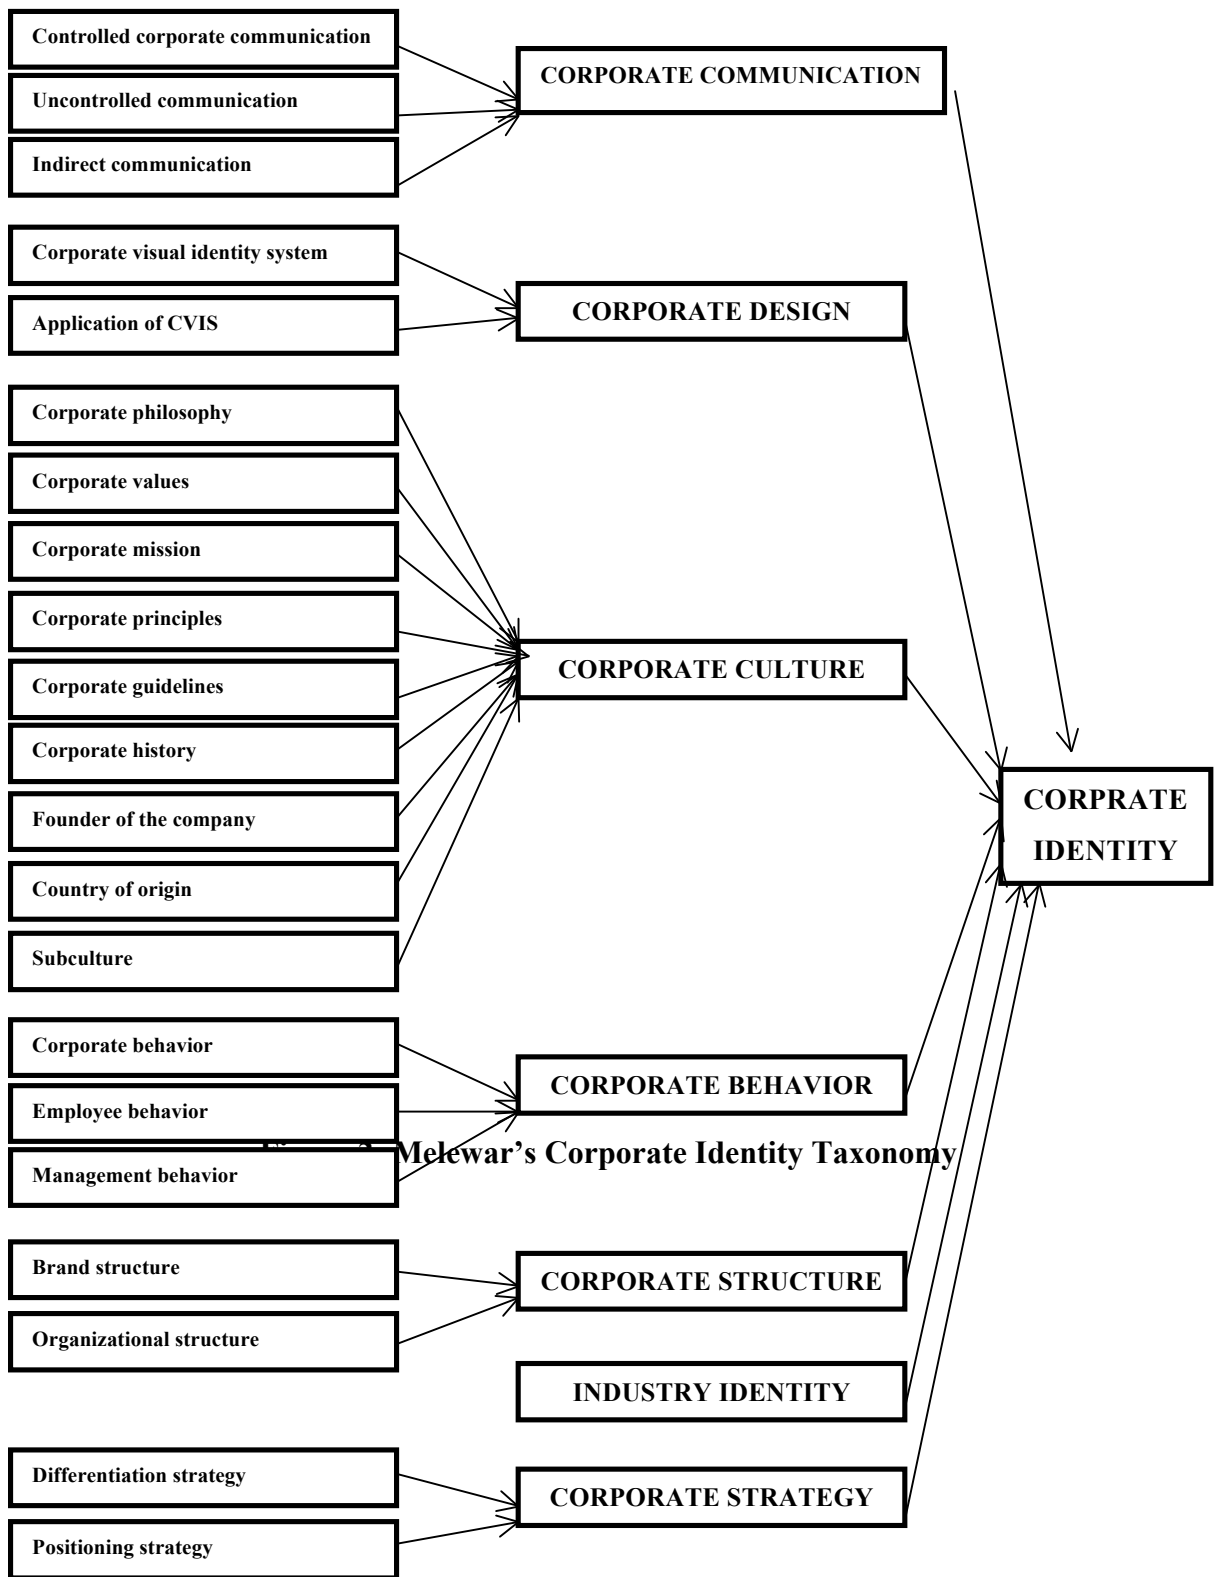 Controlled corporate communication
CORPORATE COMMUNICATION
Uncontrolled communication
Indirect communication
Corporate visual identity system
CORPORATE DESIGN
Application of CVIS
Corporate philosophy
Corporate values
Corporate mission
Corporate principles
CORPORATE CULTURE
Corporate guidelines
Corporate history
CORPRATE
IDENTITY
Founder of the company
Country of origin
Subculture
Corporate behavior
CORPORATE BEHAVIOR
Employee behavior
Melewar’s Corporate Identity Taxonomy
Management behavior
Brand structure
CORPORATE STRUCTURE
Organizational structure
INDUSTRY IDENTITY
Differentiation strategy
CORPORATE STRATEGY
Positioning strategy